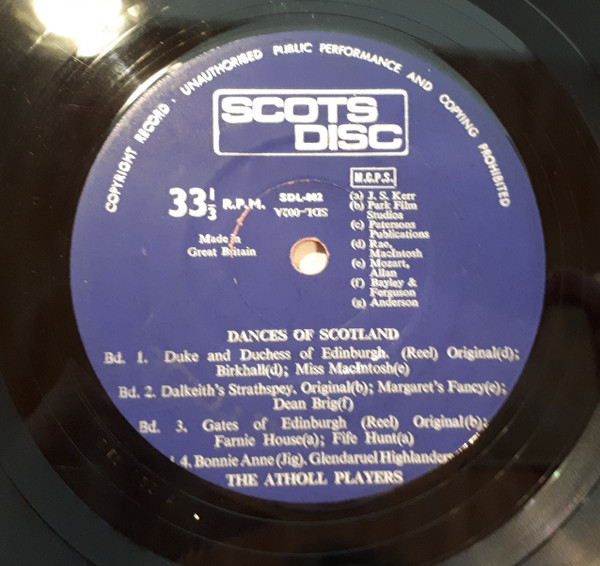 COPYRIGHT RECORD · UNAUTHORISED PUBLIC PERFORMANCE AND COPYING PROHIBITED
SCOTS
DISC
33 1/3 R.P.M.
SDL-002
SDL-002A
Made in
Great Britain
M.C.P.S.
(a) J. S. Kerr
(b) Park Film
Studios
(c) Patersons
Publications
(d) Rae,
MacIntosh
(e) Mozart,
Allan
(f) Bayley &
Ferguson
(g) Anderson
DANCES OF SCOTLAND
Bd. 1. Duke and Duchess of Edinburgh. (Reel) Original(d);
Birkhall(d); Miss MacIntosh(e)
Bd. 2. Dalkeith's Strathspey. Original(b); Margaret's Fancy(e);
Dean Brig(f)
Bd. 3. Gates of Edinburgh (Reel) Original(b);
Farnie House(a); Fife Hunt(a)
4. Bonnie Anne (Jig). Glendaruel Highlanders
THE ATHOLL PLAYERS